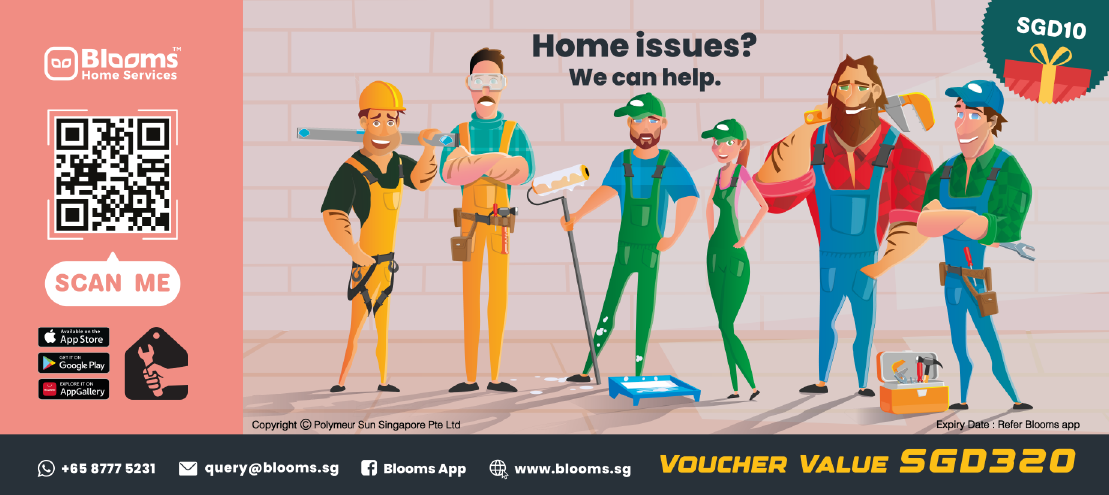 Blooms™
Home Services
SCAN ME
Available on the
App Store
GET IT ON
Google Play
EXPLORE IT ON
AppGallery
Home issues?
We can help.
SGD10
Copyright Ⓒ Polymeur Sun Singapore Pte Ltd
Expiry Date : Refer Blooms app
+65 8777 5231
query@blooms.sg
Blooms App
www.blooms.sg
VOUCHER VALUE SGD320